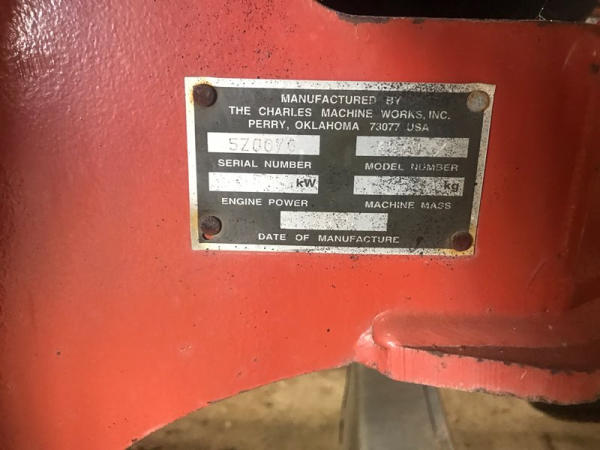 MANUFACTURED BY
THE CHARLES MACHINE WORKS, INC.
PERRY, OKLAHOMA 73077 USA
SERIAL NUMBER MODEL NUMBER
kW kg
ENGINE POWER MACHINE MASS
DATE OF MANUFACTURE